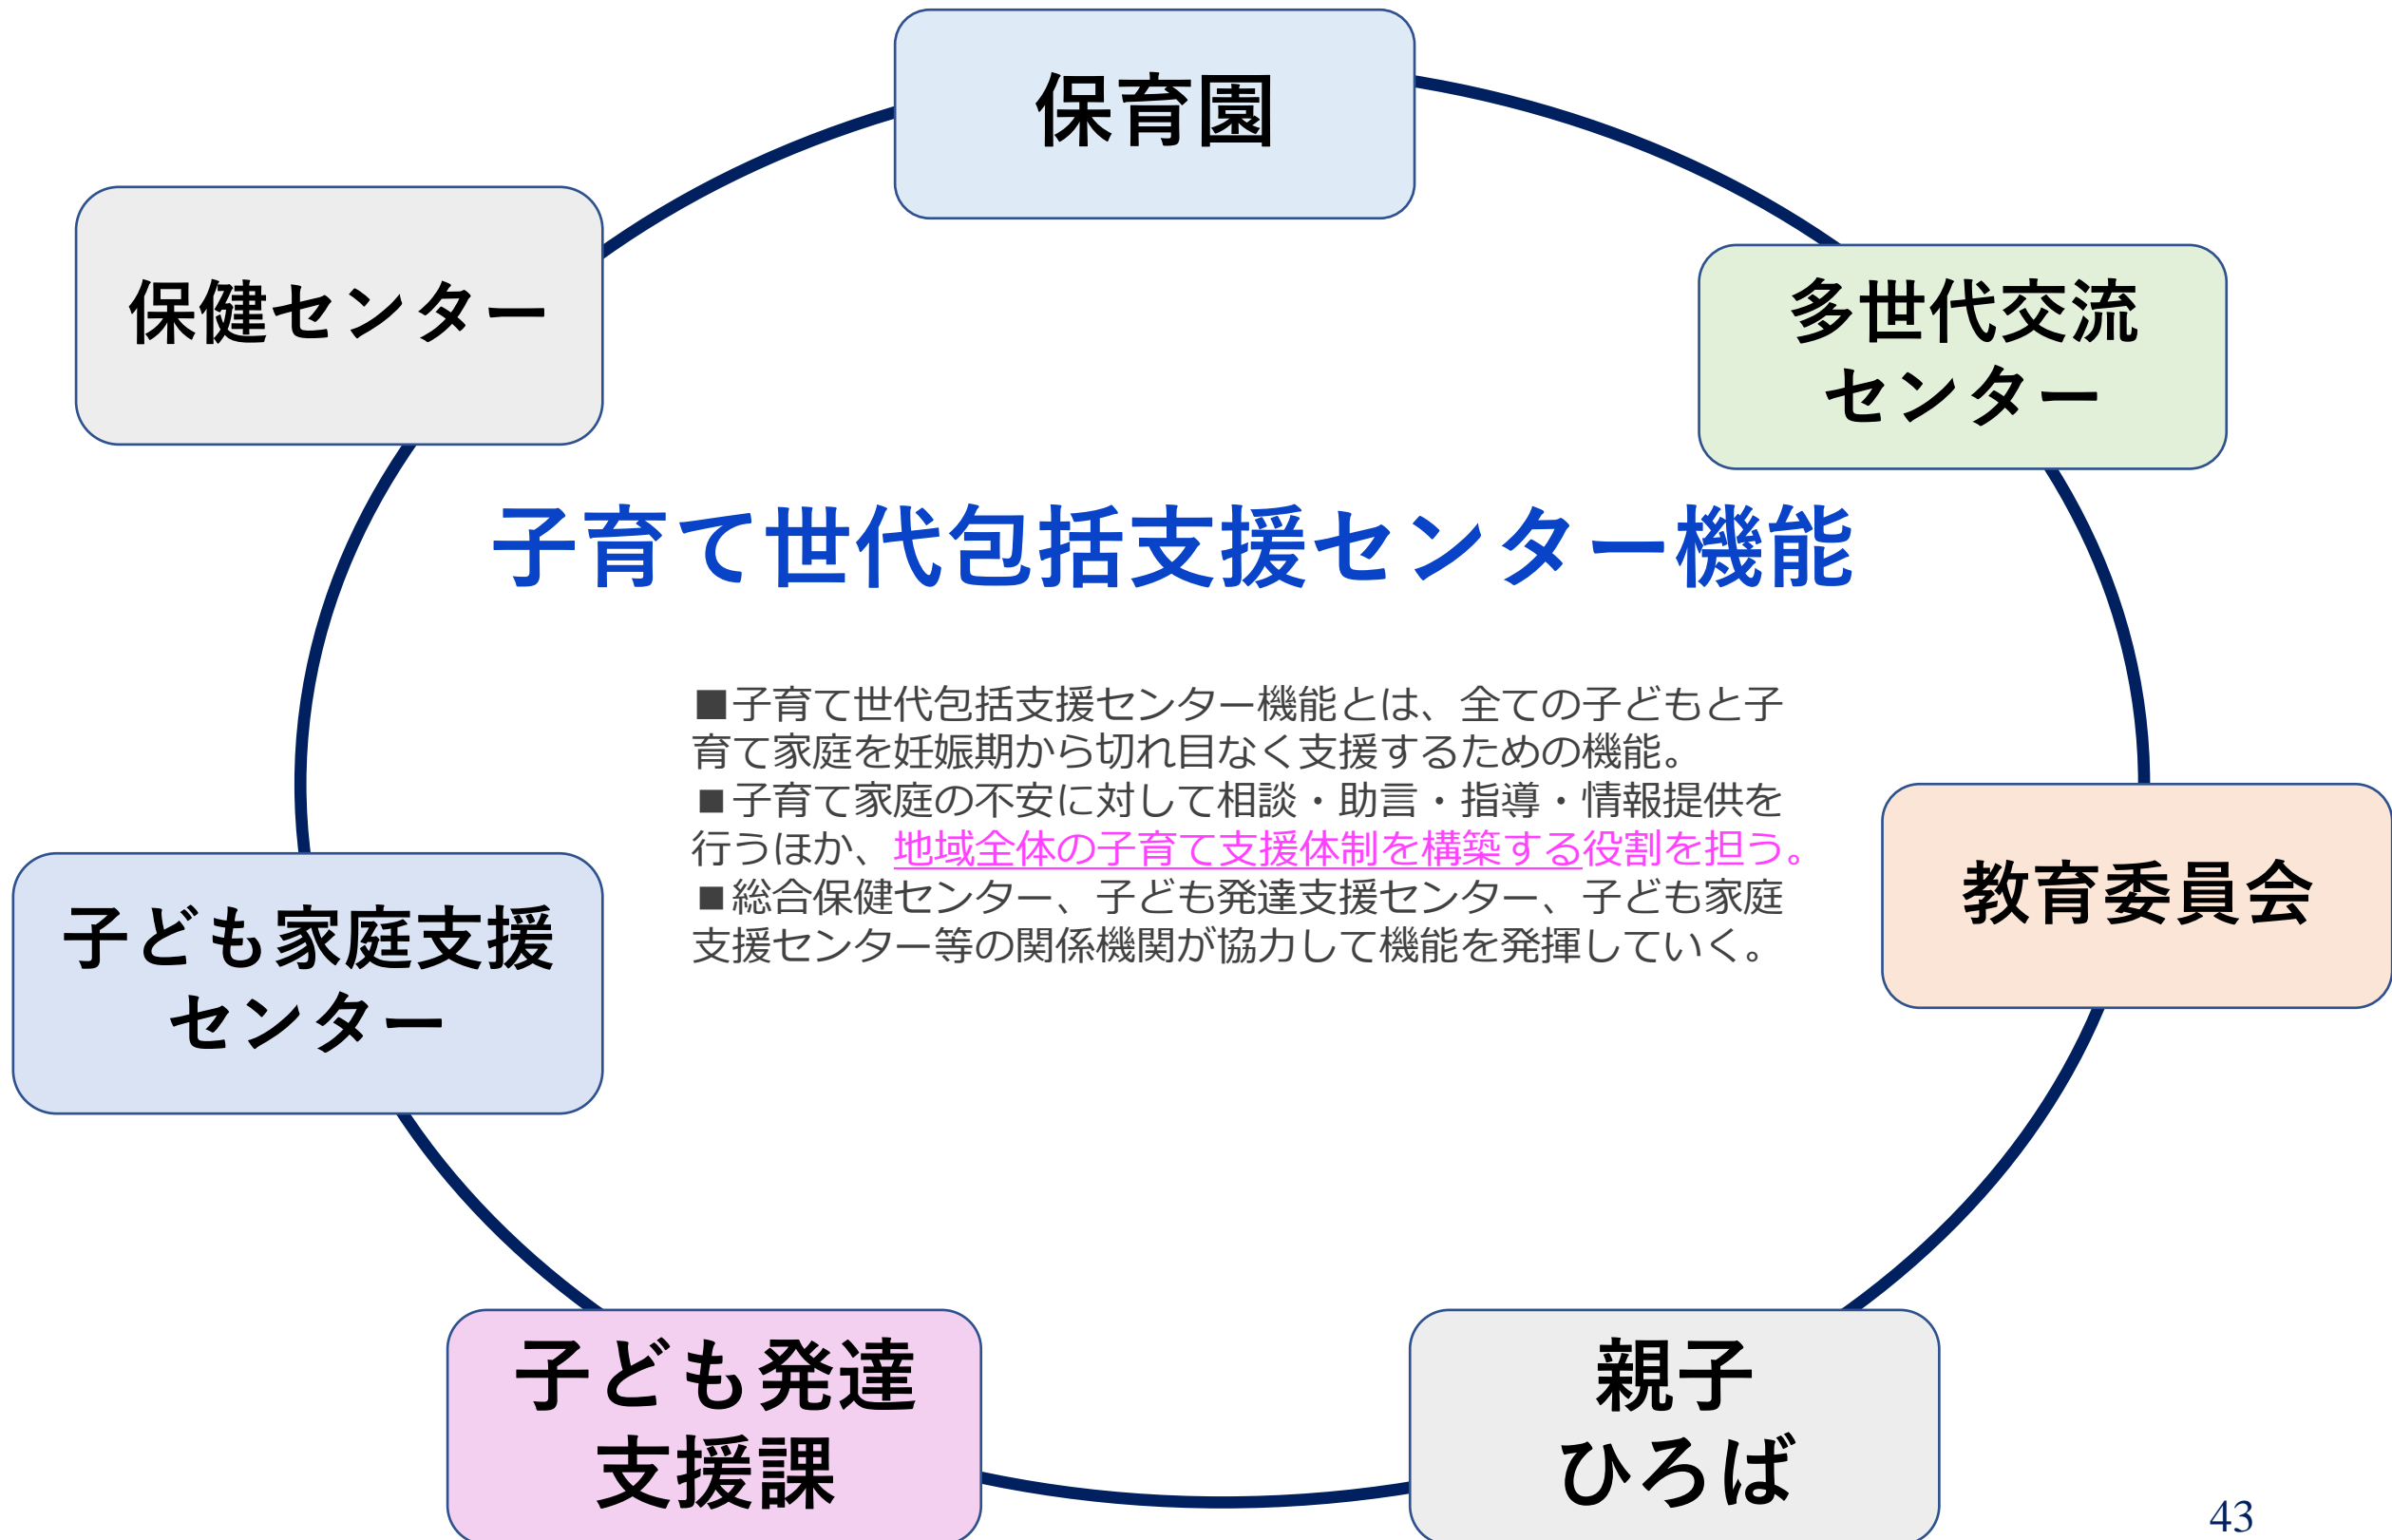 保育園
保健センター
多世代交流
センター
子育て世代包括支援センター機能
■子育て世代包括支援センター機能とは、全ての子どもと子
育て家庭を妊娠期から切れ目なく支援するための機能。
■子育て家庭の不安に対して相談・助言・指導・情報提供を
行うほか、地域全体の子育て支援体制を構築する役割を担う。
■総合保健センター、子ども発達支援センター、子ども家庭
支援センター等の関係機関が協力して機能を発揮していく。
教育委員会
子ども家庭支援
センター
子ども発達
支援課
親子
ひろば
43